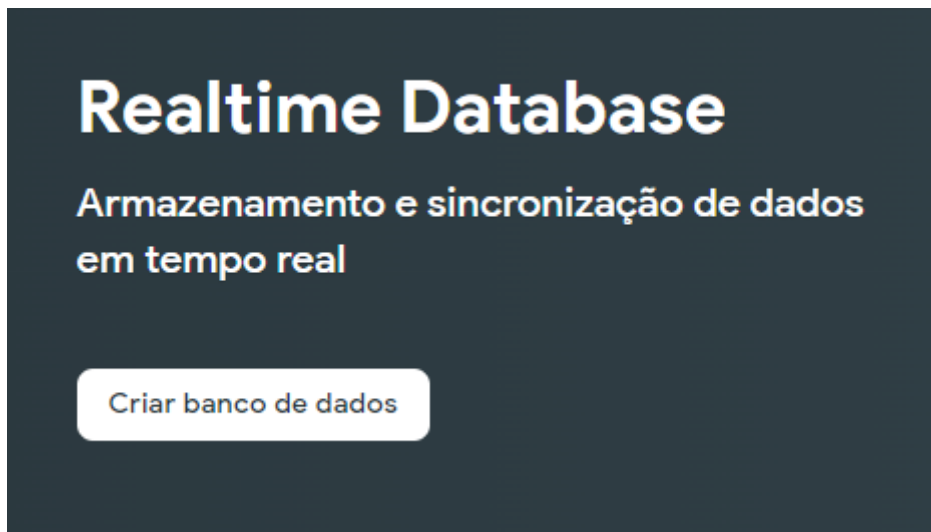 Realtime Database
Armazenamento e sincronização de dados
em tempo real
Criar banco de dados